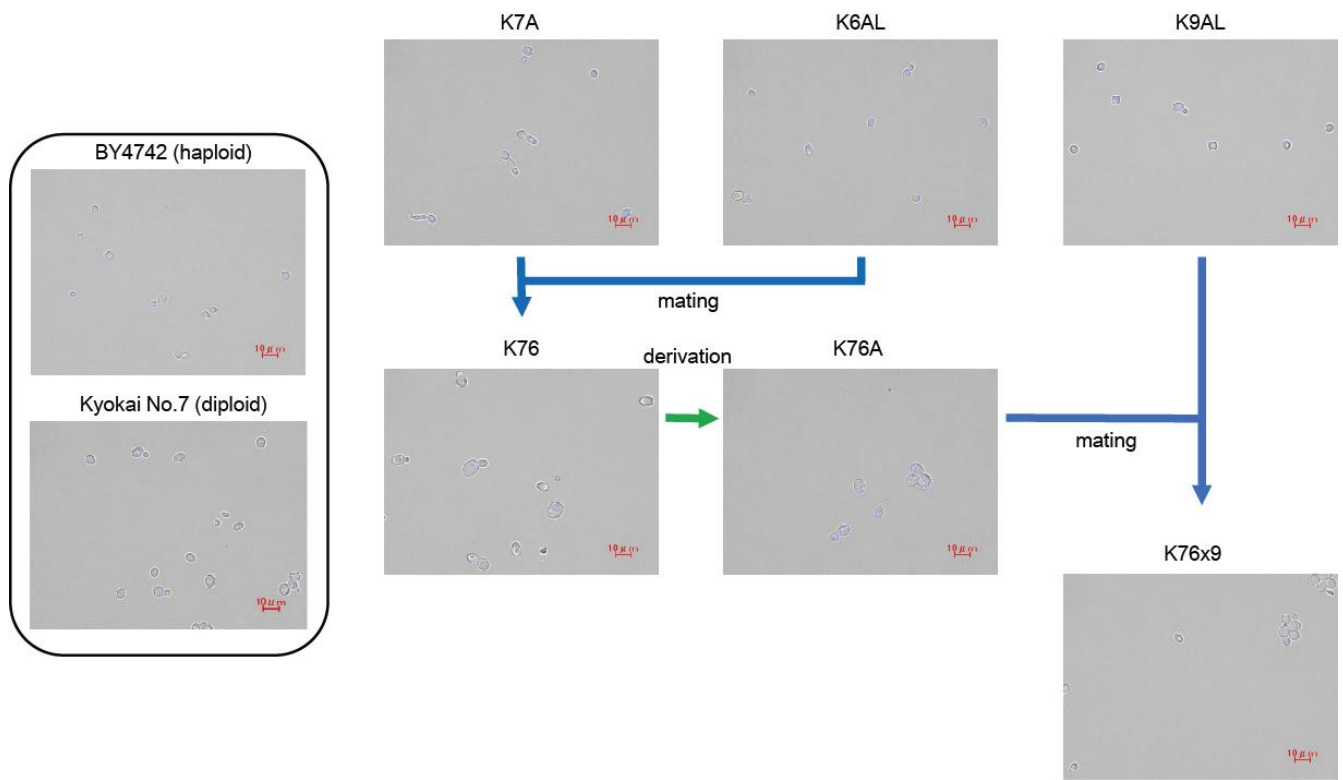 K7A
K6AL
K9AL
10μm
10μm
10μm
BY4742 (haploid)
10μm
Kyokai No.7 (diploid)
10μm
mating
K76
derivation
K76A
10μm
10μm
mating
K76x9
10μm